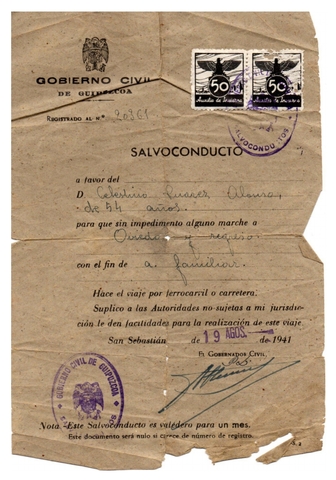 GOBIERNO CIVIL
DE GUIPUZCOA
REGISTRADO AL N.º 20361
50 50
Auxilio de Invierno Auxilio de Invierno
SALVOCONDUCTOS
SALVOCONDUCTO
a favor del
D. Celestino Suarez Alonso
de 54 años.
para que sin impedimento alguno marche a
Oviedo y regreso.
con el fin de a familiar.
Hace el viaje por ferrocarril o carretera.
Suplico a las Autoridades no sujetas a mi jurisdic-
ción le den facilidades para la realización de este viaje
San Sebastián de 19 AGOS. de 1941
El GOBERNADOR CIVIL,
GOBIERNO CIVIL DE GUIPUZCOA
Nota - Este Salvoconducto es valedero para un mes.
Este documento será nulo si carece de número de registro.